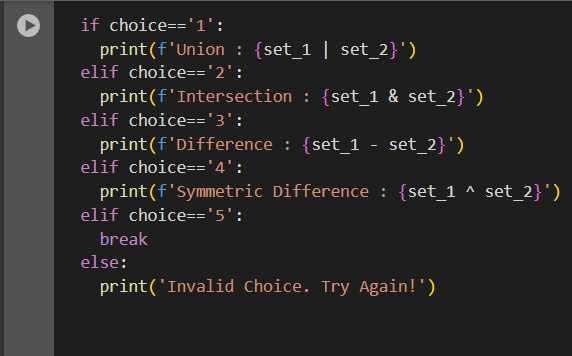 if choice=='1':
  print(f'Union : {set_1 | set_2}')
elif choice=='2':
  print(f'Intersection : {set_1 & set_2}')
elif choice=='3':
  print(f'Difference : {set_1 - set_2}')
elif choice=='4':
  print(f'Symmetric Difference : {set_1 ^ set_2}')
elif choice=='5':
  break
else:
  print('Invalid Choice. Try Again!')